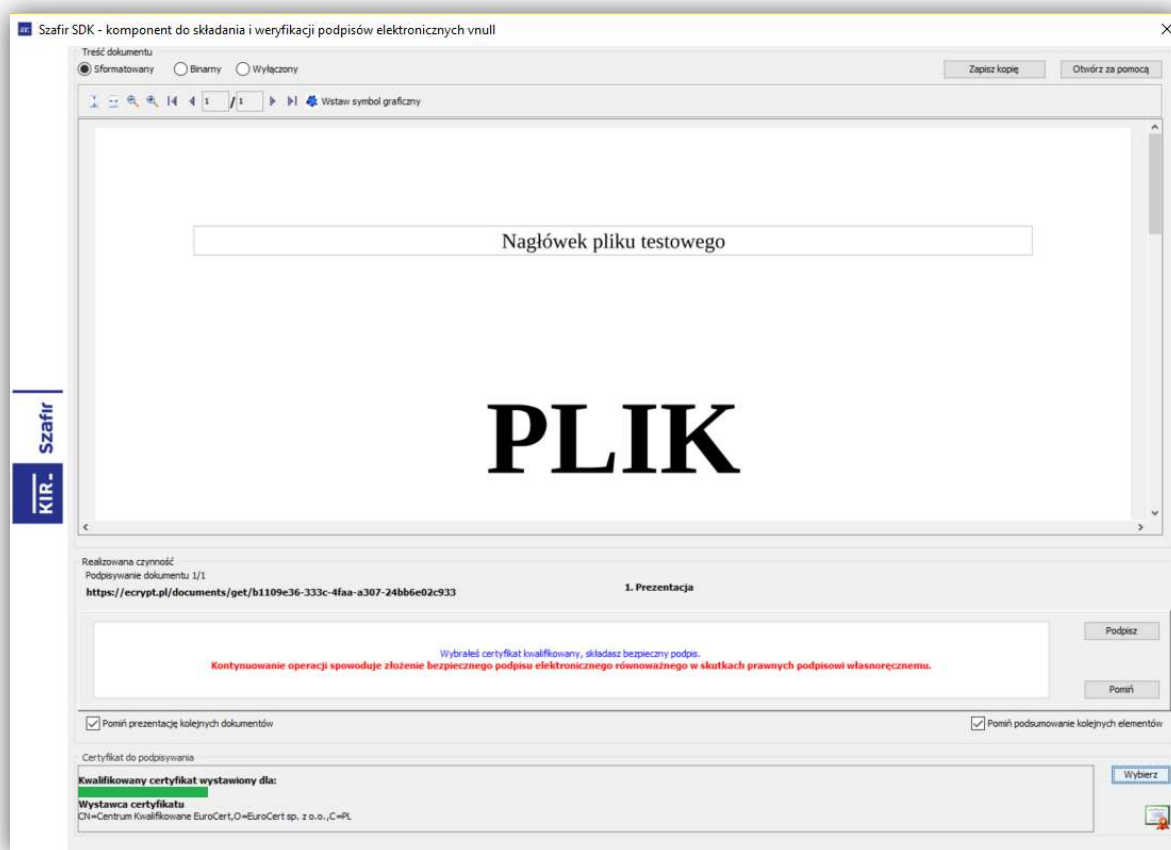 Szafir SDK - komponent do składania i weryfikacji podpisów elektronicznych vnull
Treść dokumentu
Sformatowany Binarny Wyłączony Zapisz kopię Otwórz za pomocą
1 / 1 Wstaw symbol graficzny
Nagłówek pliku testowego
PLIK
KIR. Szafir
Realizowana czynność
Podpisywanie dokumentu 1/1
https://ecrypt.pl/documents/get/b1109e36-333c-4faa-a307-24bb6e02c933 1. Prezentacja
Podpisz
Wybrałeś certyfikat kwalifikowany, składasz bezpieczny podpis.
Kontynuowanie operacji spowoduje złożenie bezpiecznego podpisu elektronicznego równoważnego w skutkach prawnych podpisowi własnoręcznemu.
Pomiń
Pomiń prezentację kolejnych dokumentów Pomiń podsumowanie kolejnych elementów
Certyfikat do podpisywania
Kwalifikowany certyfikat wystawiony dla: Wybierz
Wystawca certyfikatu
CN=Centrum Kwalifikowane EuroCert,O=EuroCert sp. z o.o.,C=PL